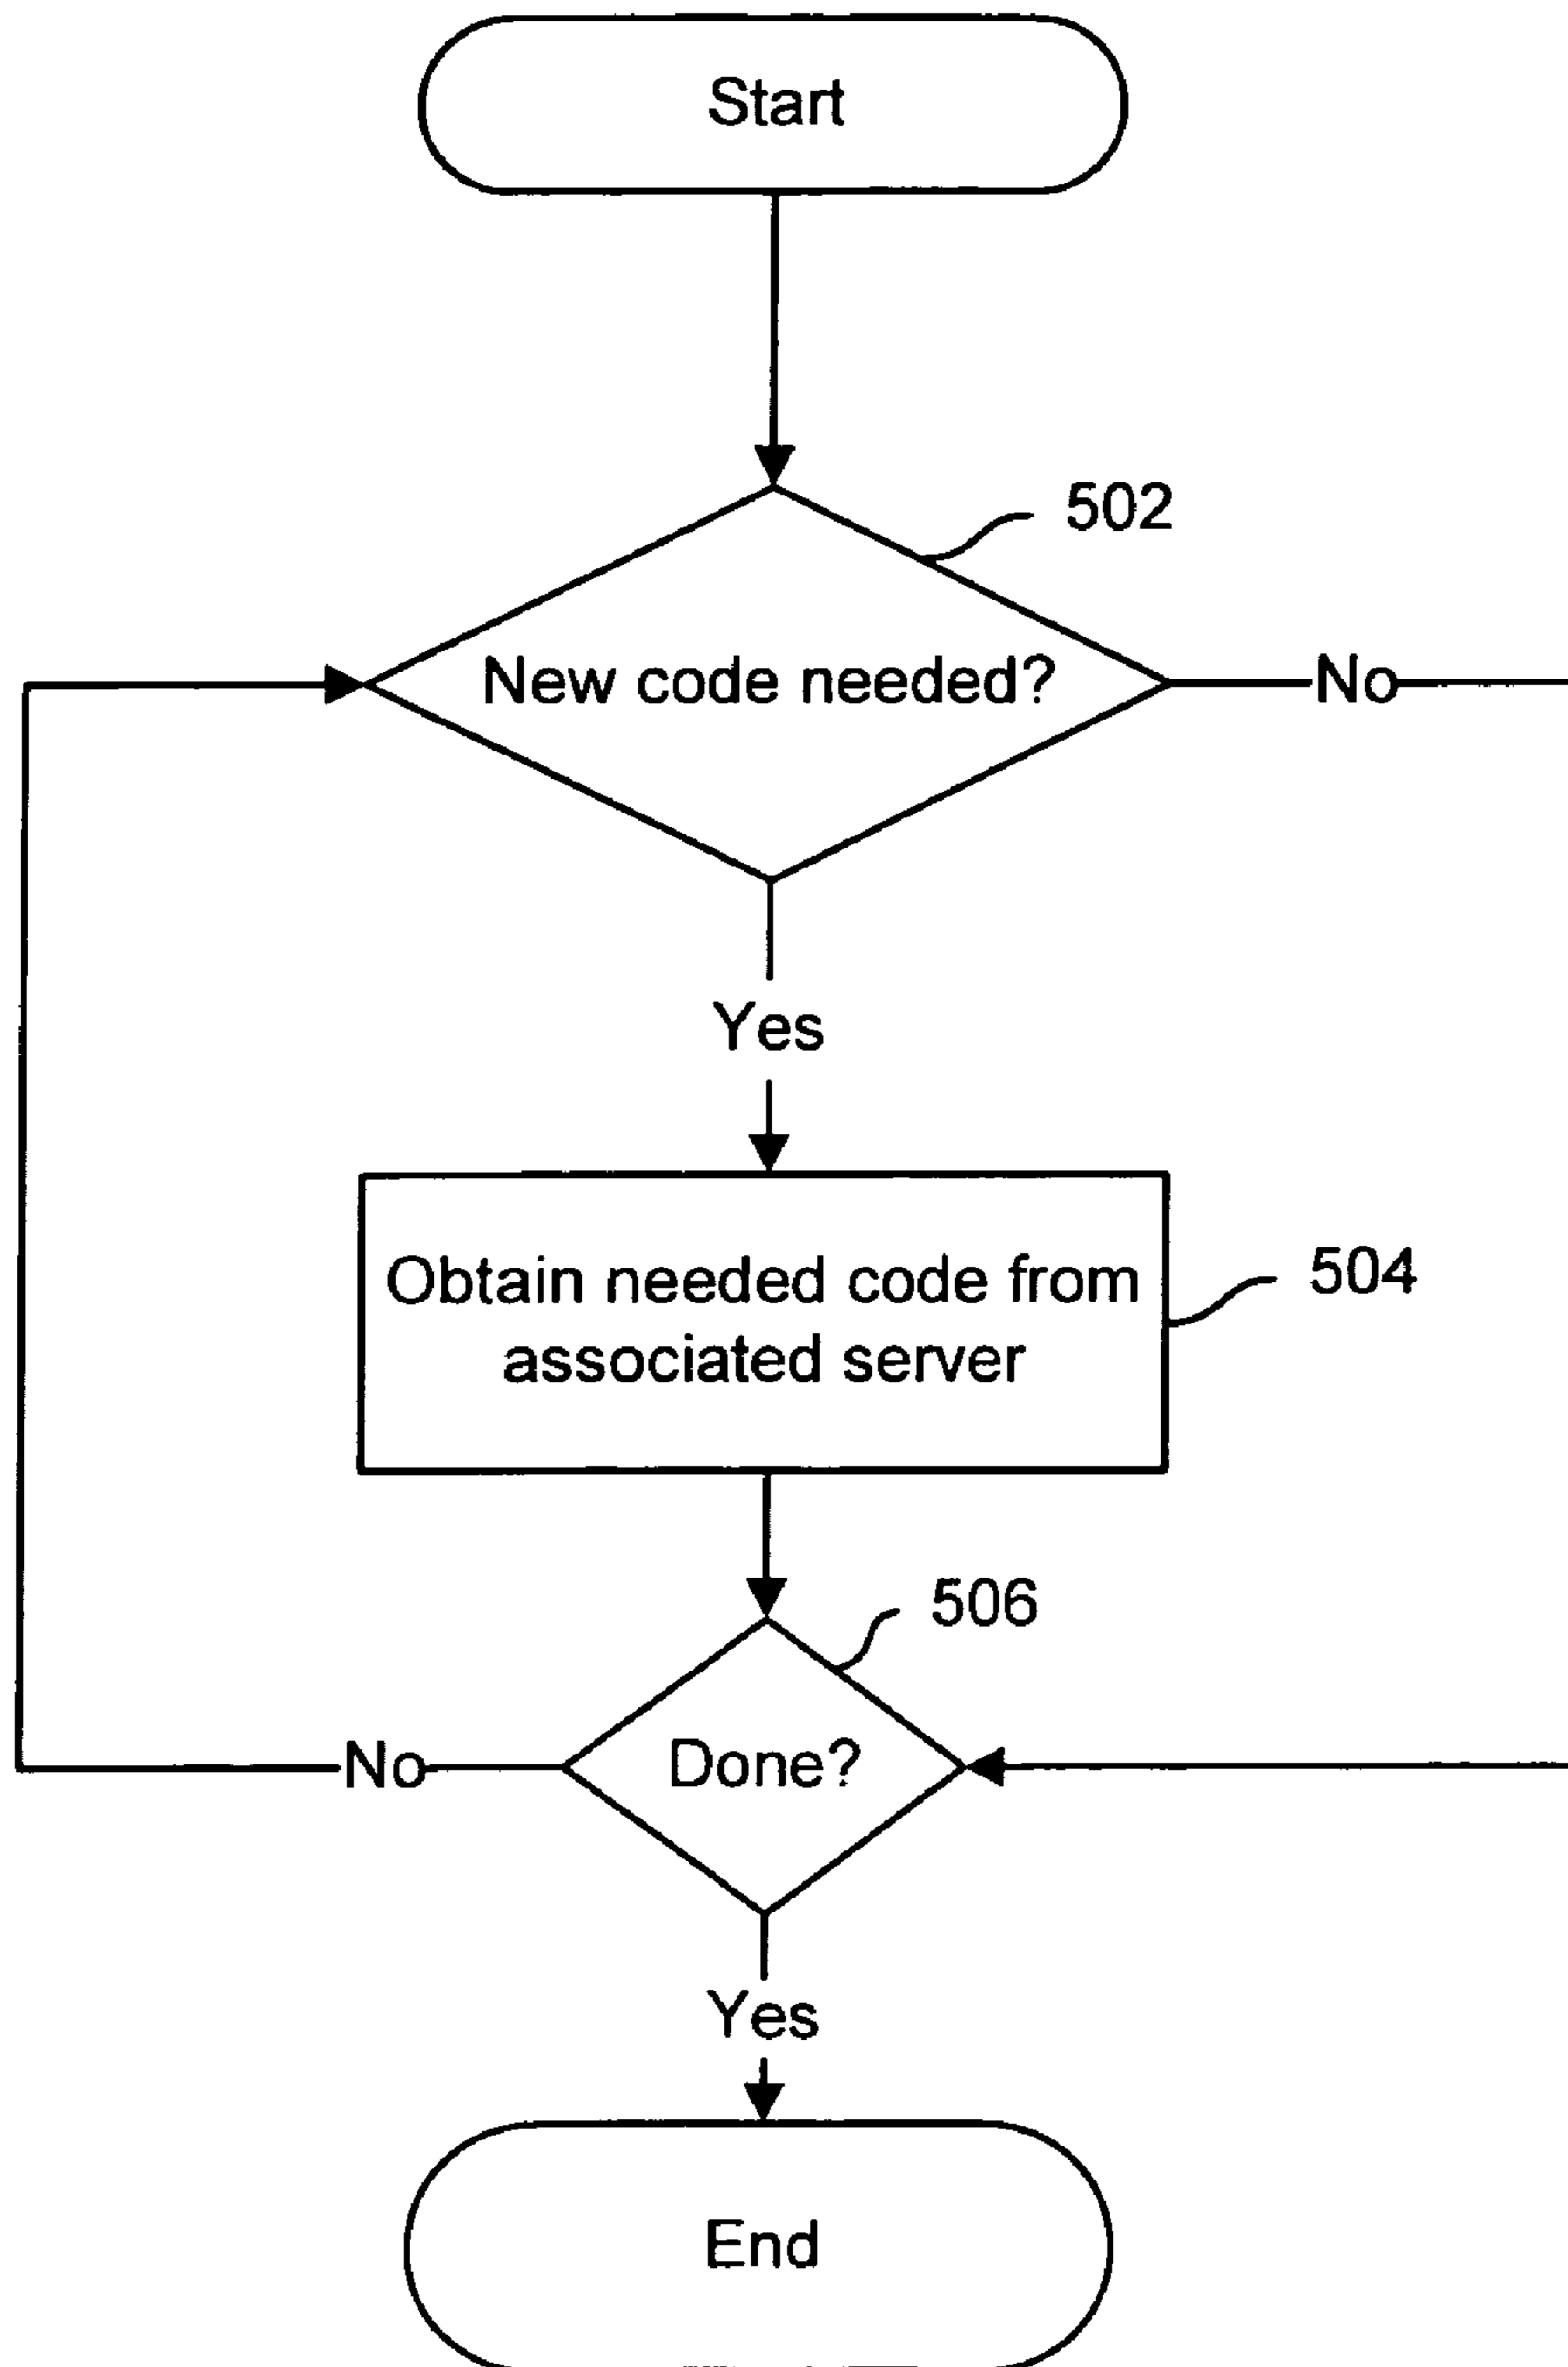 Start
502
New code needed?
No
Yes
Obtain needed code from
associated server
504
506
Done?
No
Yes
End